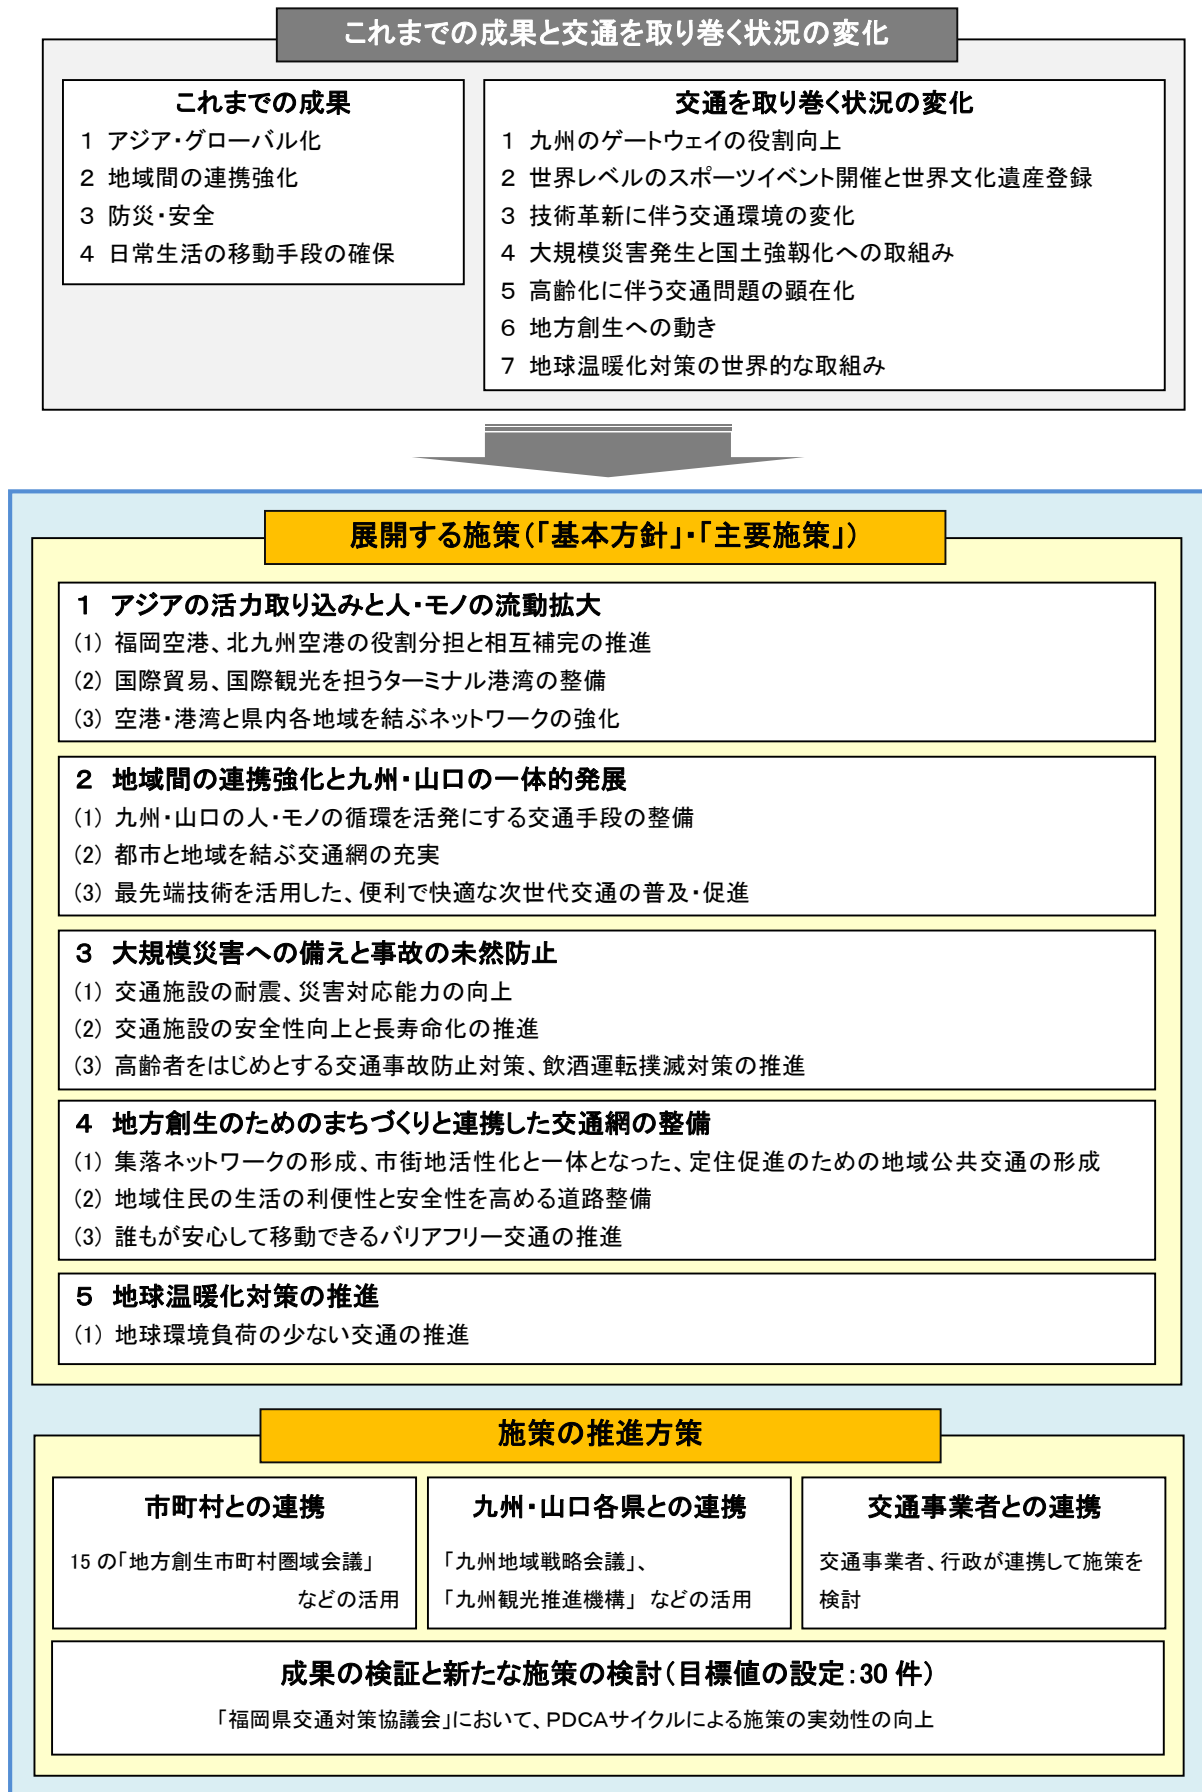 これまでの成果と交通を取り巻く状況の変化
これまでの成果
1 アジア・グローバル化
2 地域間の連携強化
3 防災・安全
4 日常生活の移動手段の確保
交通を取り巻く状況の変化
1 九州のゲートウェイの役割向上
2 世界レベルのスポーツイベント開催と世界文化遺産登録
3 技術革新に伴う交通環境の変化
4 大規模災害発生と国土強靱化への取組み
5 高齢化に伴う交通問題の顕在化
6 地方創生への動き
7 地球温暖化対策の世界的な取組み
展開する施策(「基本方針」・「主要施策」)
1 アジアの活力取り込みと人・モノの流動拡大
(1) 福岡空港、北九州空港の役割分担と相互補完の推進
(2) 国際貿易、国際観光を担うターミナル港湾の整備
(3) 空港・港湾と県内各地域を結ぶネットワークの強化
2 地域間の連携強化と九州・山口の一体的発展
(1) 九州・山口の人・モノの循環を活発にする交通手段の整備
(2) 都市と地域を結ぶ交通網の充実
(3) 最先端技術を活用した、便利で快適な次世代交通の普及・促進
3 大規模災害への備えと事故の未然防止
(1) 交通施設の耐震、災害対応能力の向上
(2) 交通施設の安全性向上と長寿命化の推進
(3) 高齢者をはじめとする交通事故防止対策、飲酒運転撲滅対策の推進
4 地方創生のためのまちづくりと連携した交通網の整備
(1) 集落ネットワークの形成、市街地活性化と一体となった、定住促進のための地域公共交通の形成
(2) 地域住民の生活の利便性と安全性を高める道路整備
(3) 誰もが安心して移動できるバリアフリー交通の推進
5 地球温暖化対策の推進
(1) 地球環境負荷の少ない交通の推進
施策の推進方策
市町村との連携
15 の「地方創生市町村圏域会議」
などの活用
九州・山口各県との連携
「九州地域戦略会議」、
「九州観光推進機構」 などの活用
交通事業者との連携
交通事業者、行政が連携して施策を
検討
成果の検証と新たな施策の検討(目標値の設定:30 件)
「福岡県交通対策協議会」において、PDCAサイクルによる施策の実効性の向上